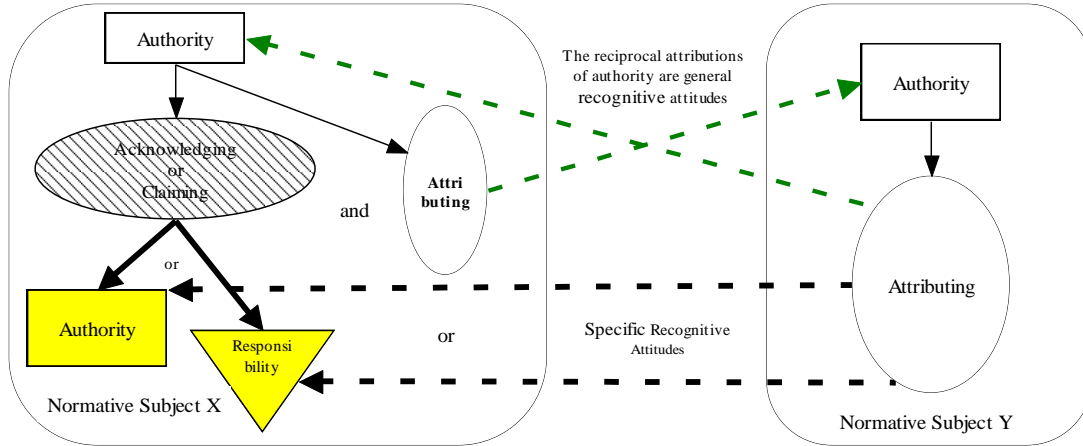 Authority
Acknowledging
or
Claiming
and
Attri
buting
or
Authority
Responsi
bility
Normative Subject X
The reciprocal attributions
of authority are general
recognitive attitudes
or
Specific Recognitive
Attitudes
Authority
Attributing
Normative Subject Y